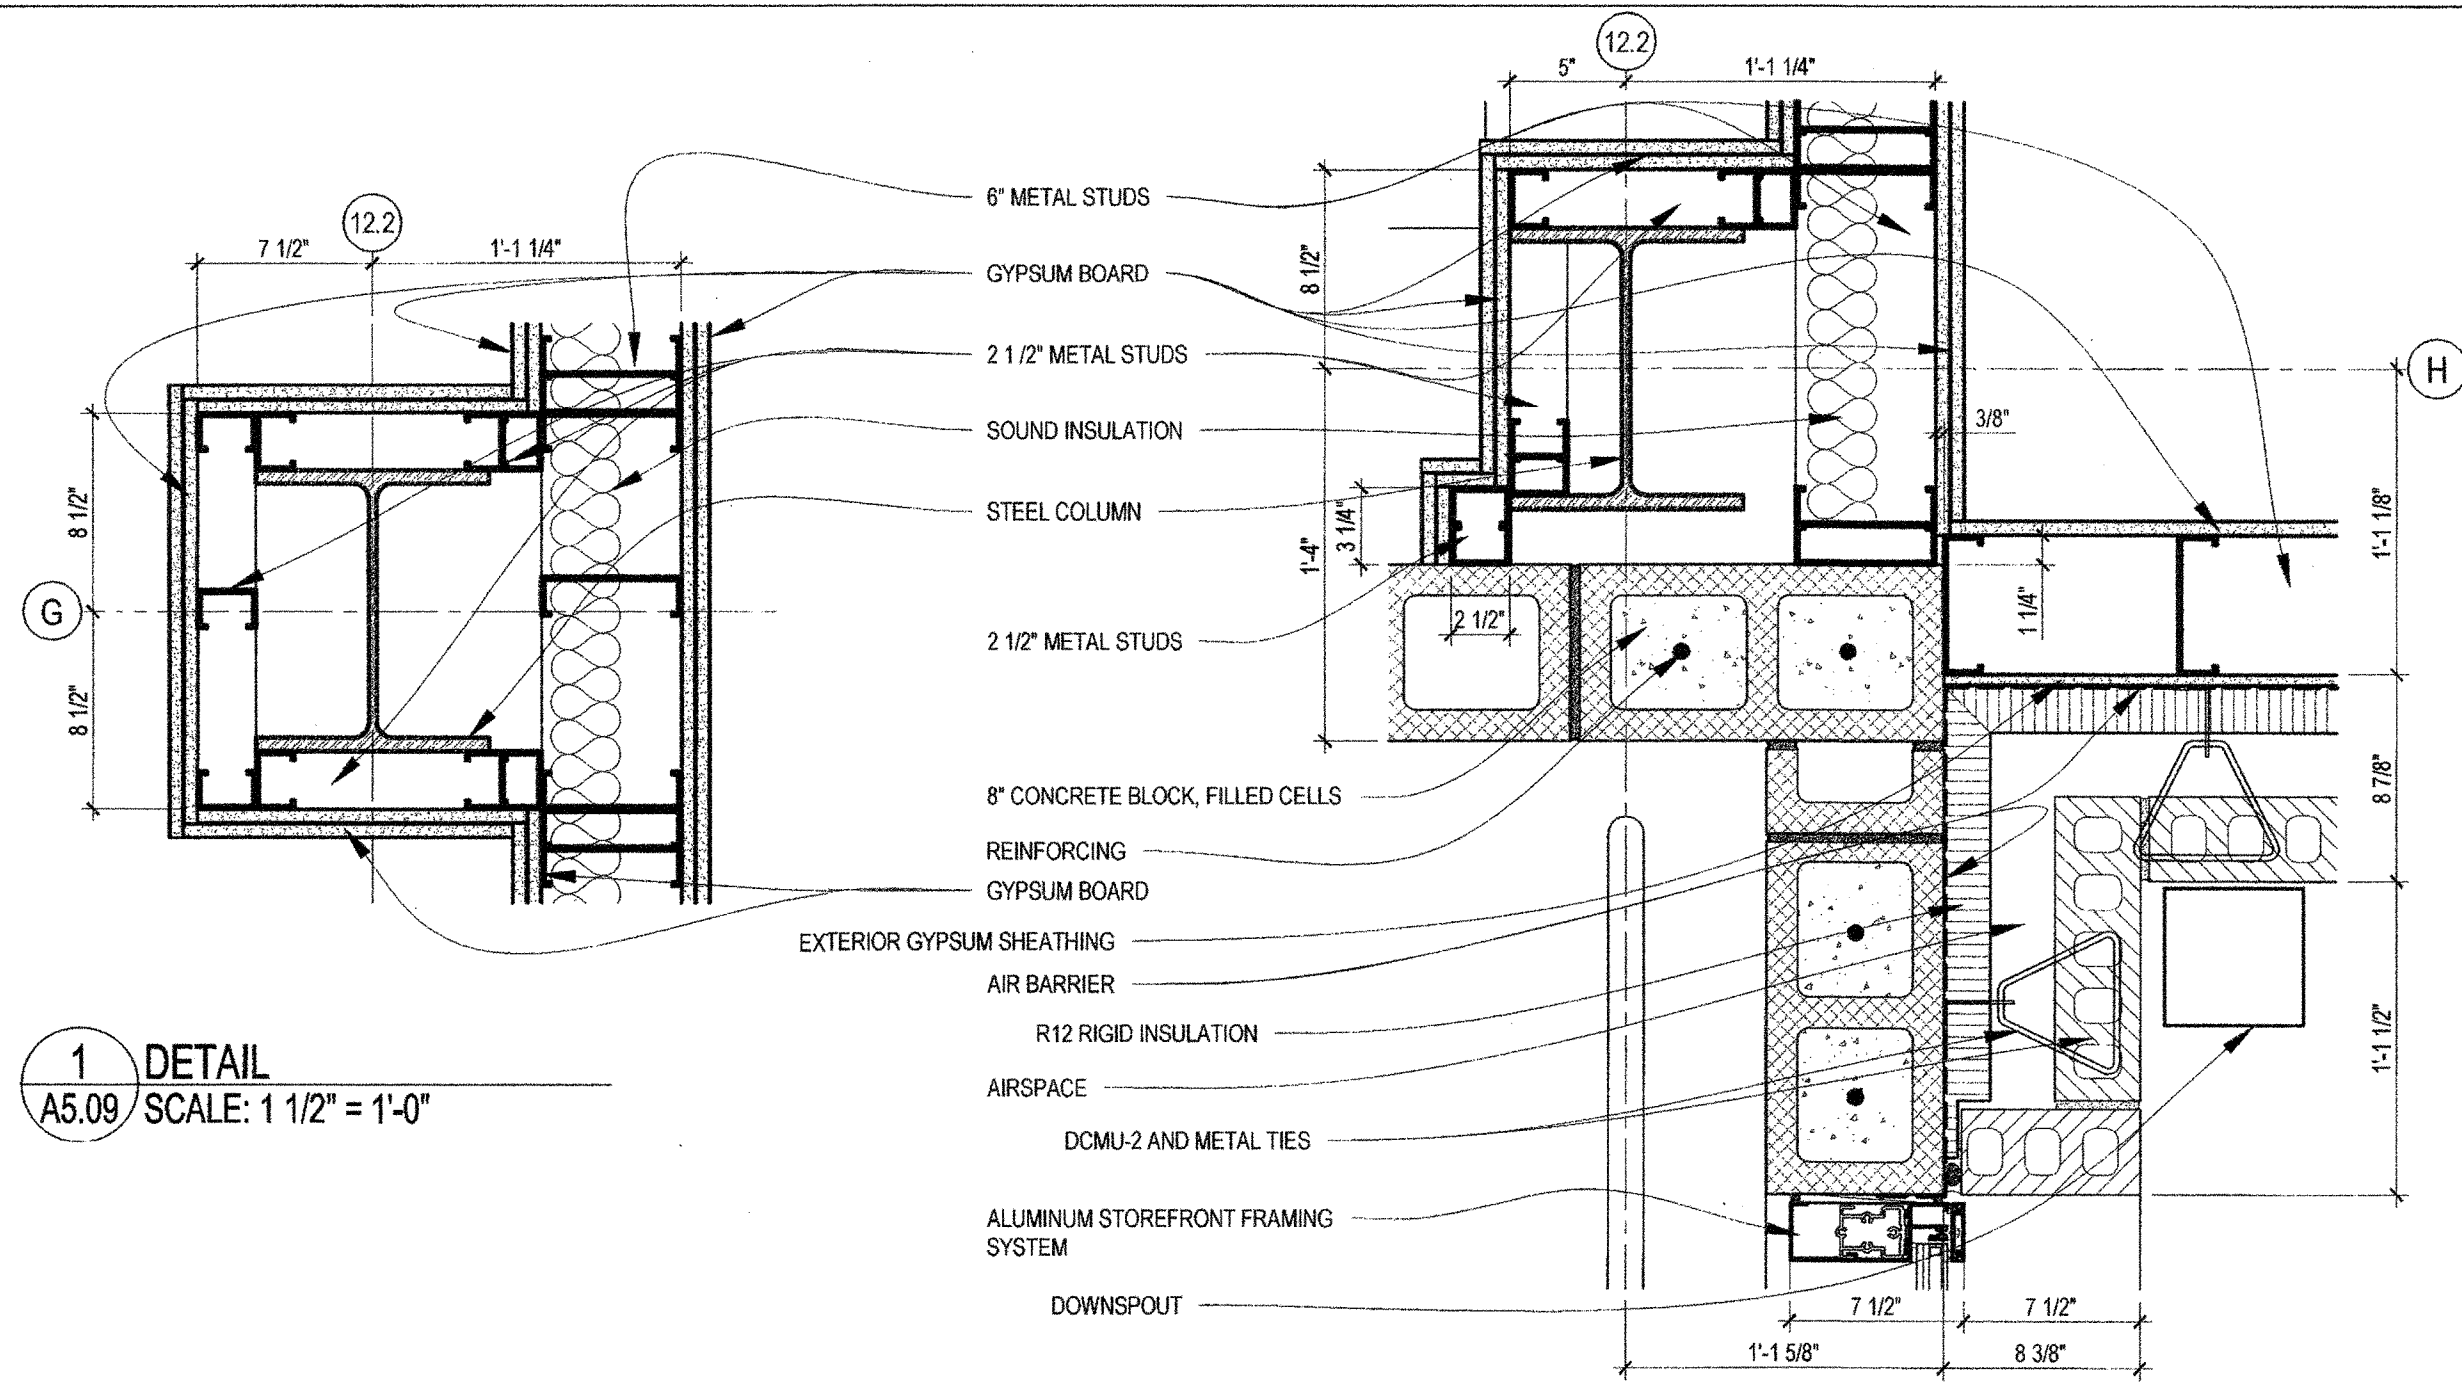 12.2
5"
1'-1 1/4"
12.2
7 1/2"
1'-1 1/4"
6" METAL STUDS
GYPSUM BOARD
2 1 /2" METAL STUDS
SOUND INSULATION
STEEL COLUMN
2 1/2" METAL STUDS
8" CONCRETE BLOCK, FILLED CELLS
REINFORCING
GYPSUM BOARD
EXTERIOR GYPSUM SHEATHING
AIR BARRIER
R12 RIGID INSULATION
AIRSPACE
DCMU-2 AND METAL TIES
ALUMINUM STOREFRONT FRAMING
SYSTEM
DOWNSPOUT
8 1/2"
G
8 1/2"
8 1/2"
1'-4"
3 1/4"
2 1/2"
3/8"
1 1/4"
H
1'-1 1/8"
8 7/8"
1'-1 1/2"
7 1/2"
7 1/2"
1'-1 5/8"
8 3/8"
1
DETAIL
A5.09
SCALE: 1 1/2" = 1'-0"